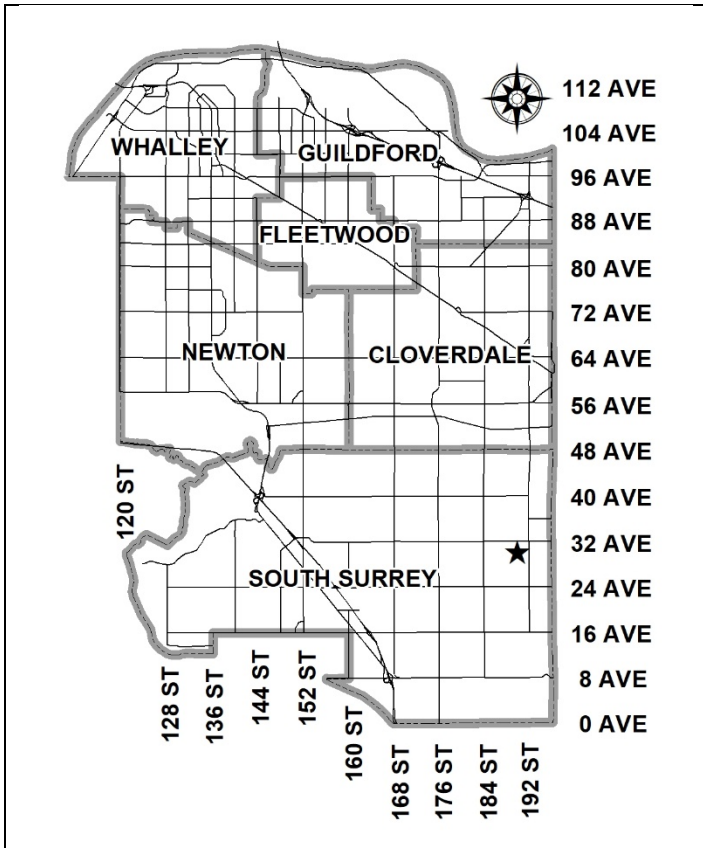 112 AVE
104 AVE
WHALLEY
GUILDFORD
96 AVE
88 AVE
FLEETWOOD
80 AVE
72 AVE
NEWTON
CLOVERDALE
64 AVE
56 AVE
48 AVE
120 ST
40 AVE
32 AVE
SOUTH SURREY
24 AVE
16 AVE
8 AVE
0 AVE
128 ST
136 ST
144 ST
152 ST
160 ST
168 ST
176 ST
184 ST
192 ST